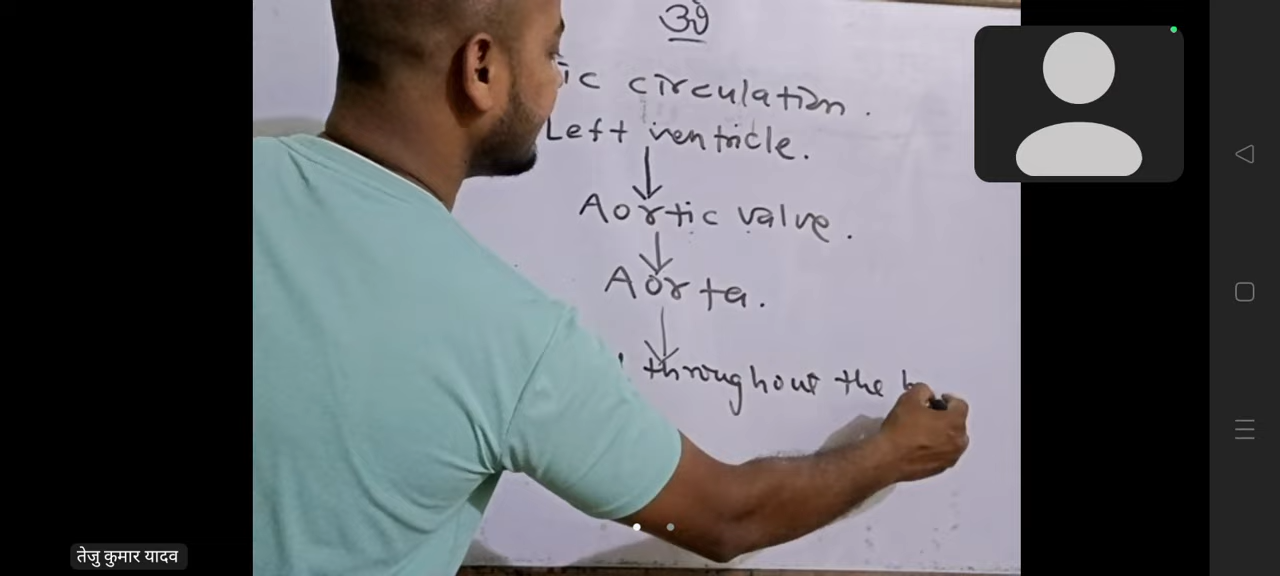 ॐ
ic circulation.
Left ventricle.
Aortic valve.
Aorta.
throughout the
तेजु कुमार यादव